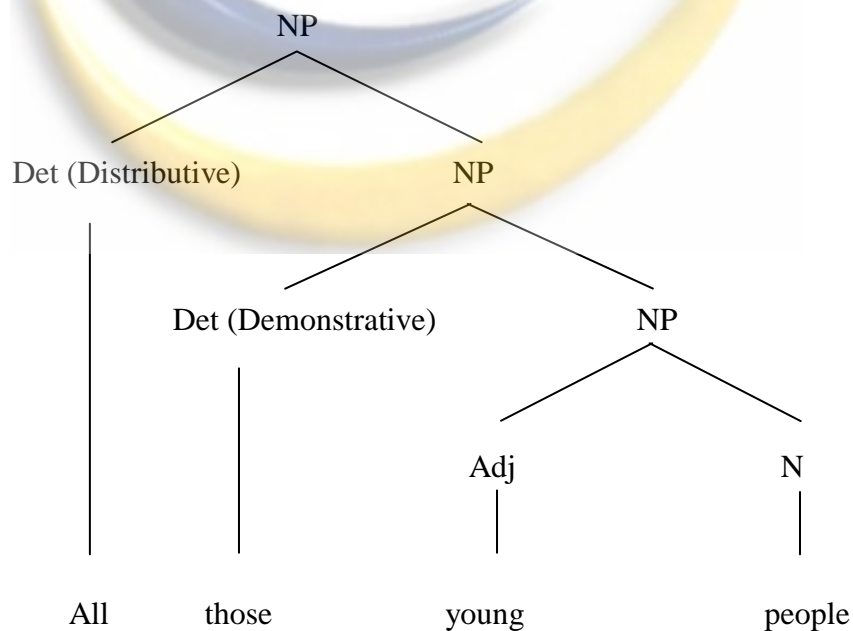 NP
Det (Distributive) NP
Det (Demonstrative) NP
Adj N
All those young people